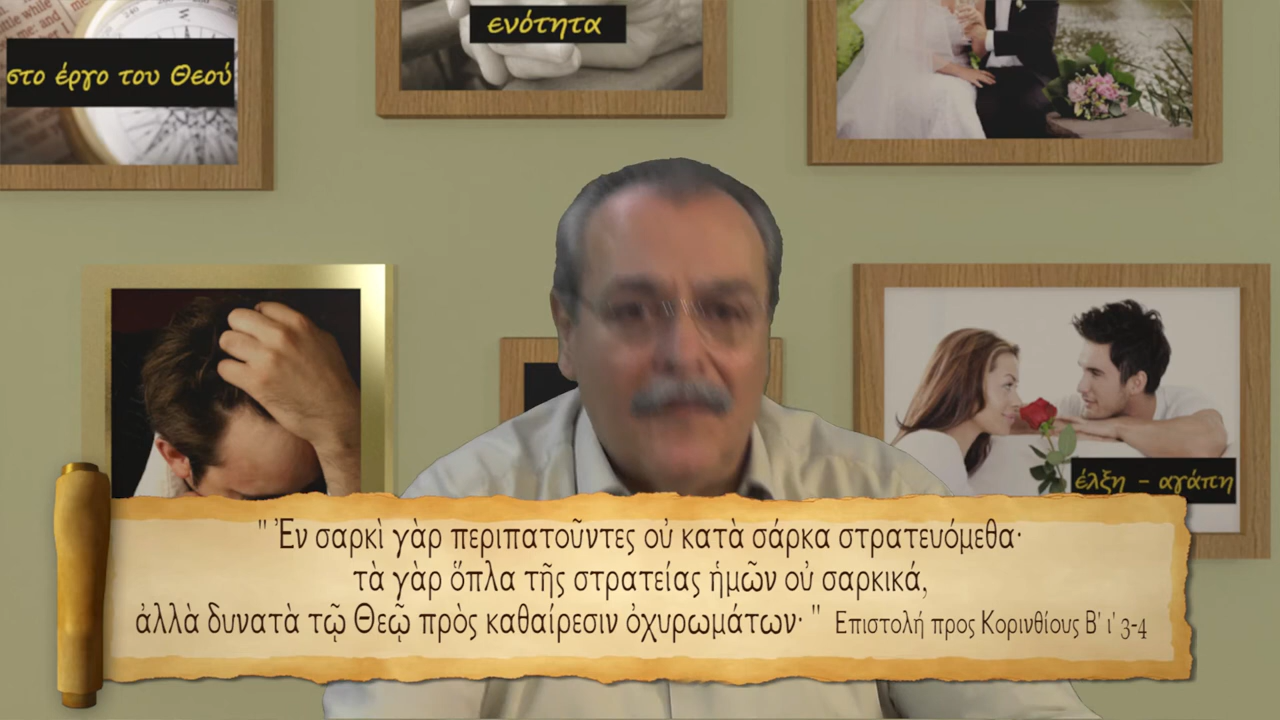 στο έργο του Θεού
ενότητα
έλξη – αγάπη
" Ἐν σαρκὶ γὰρ περιπατοῦντες οὐ κατὰ σάρκα στρατευόμεθα·
τὰ γὰρ ὅπλα τῆς στρατείας ἡμῶν οὐ σαρκικά,
ἀλλὰ δυνατὰ τῷ Θεῷ πρὸς καθαίρεσιν ὀχυρωμάτων· " Επιστολή προς Κορινθίους Β' ι' 3-4